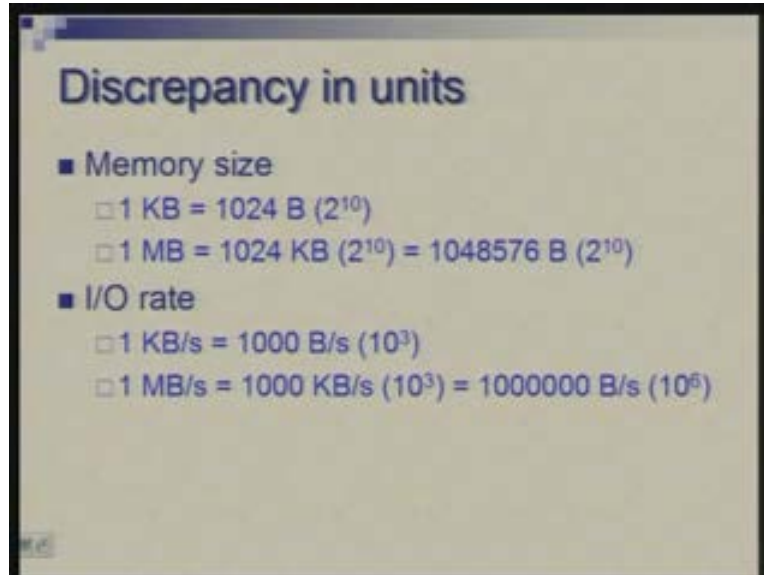 Discrepancy in units
Memory size
1 KB = 1024 B (2¹⁰)
1 MB = 1024 KB (2¹⁰) = 1048576 B (2¹⁰)
I/O rate
1 KB/s = 1000 B/s (10³)
1 MB/s = 1000 KB/s (10³) = 1000000 B/s (10⁶)